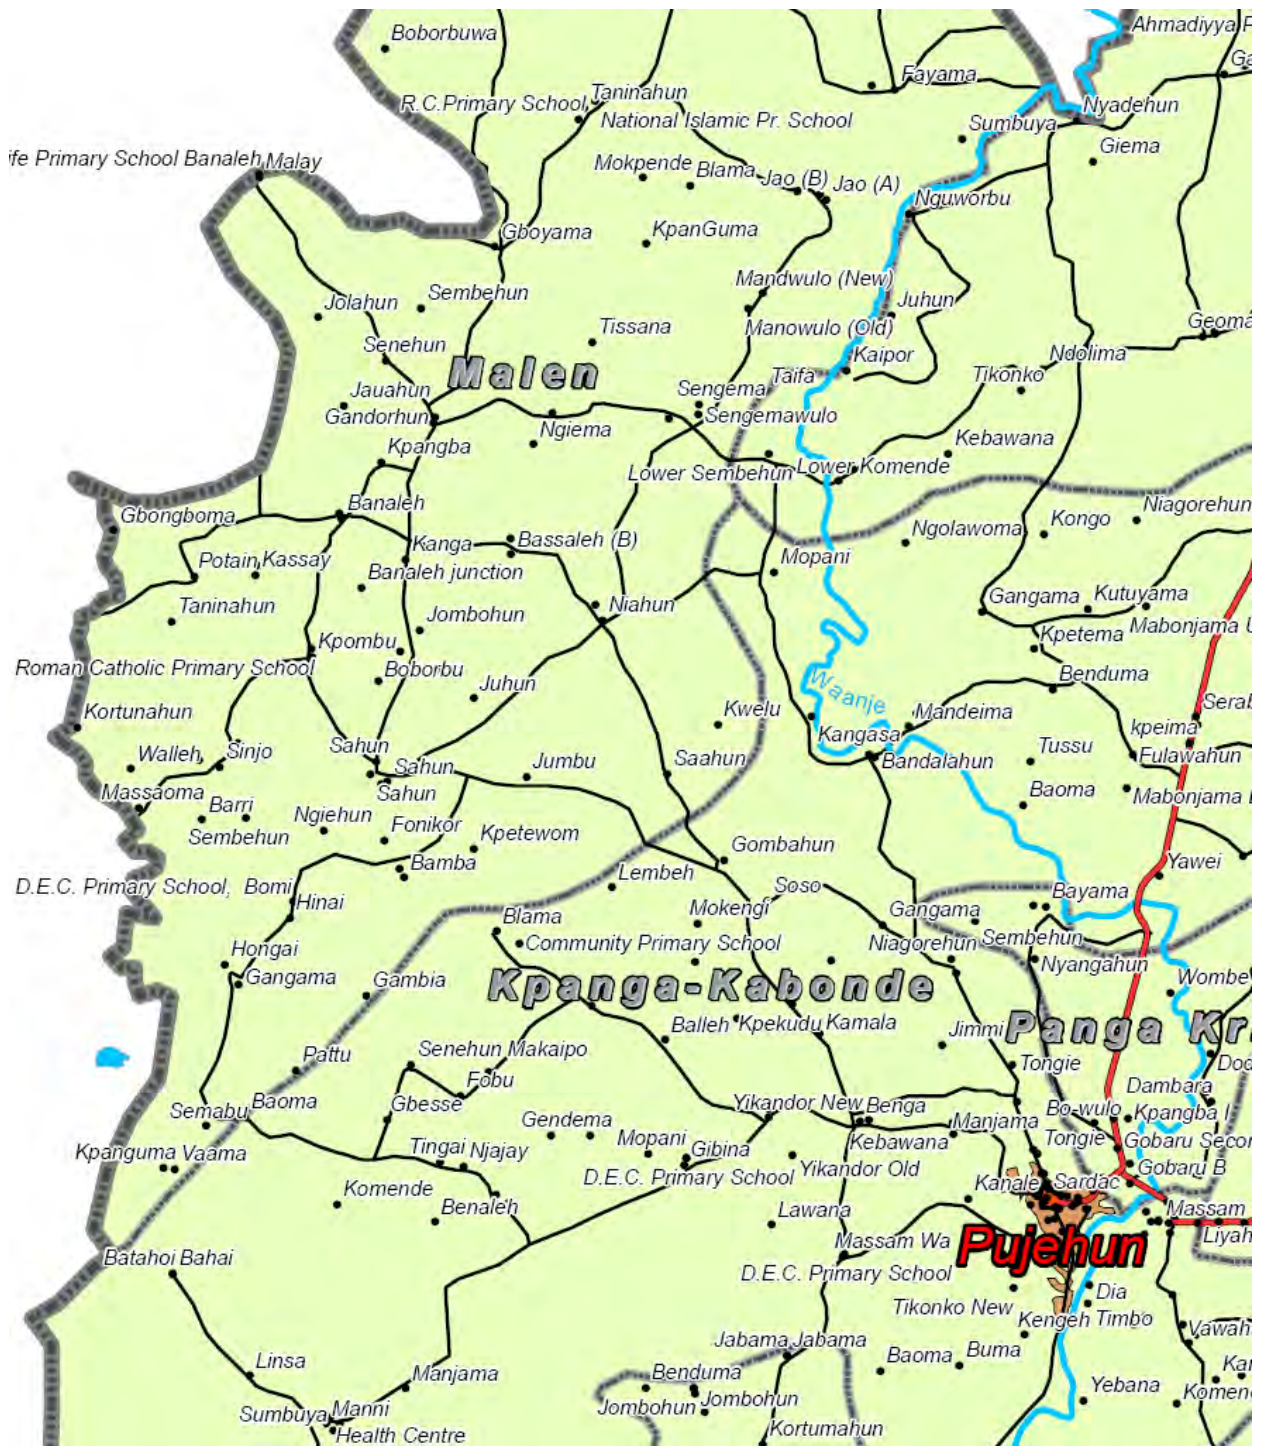 Ahmadiyya P
Boborbuwa
Ga
Fayama
Taninahun
R.C.Primary School
Nyadehun
National Islamic Pr. School
Sumbuya
Giema
ife Primary School Banaleh
Malay
Mokpende
Blama
Jao (B)
Jao (A)
Nguworbu
KpanGuma
Gboyama
Mandwulo (New)
Sembehun
Jolahun
Juhun
Tissana
Manowulo (Old)
Geoma
Senehun
Kaipor
Ndolima
Malen
Taifa
Tikonko
Jauahun
Sengema
Gandorhun
Sengemawulo
Ngiema
Kebawana
Kpangba
Lower Sembehun
Lower Komende
Banaleh
Gbongboma
Niagorehun
Kongo
Ngolawoma
Kanga
Bassaleh (B)
Potain
Kassay
Mopani
Banaleh junction
Gangama
Kutuyama
Taninahun
Niahun
Jombohun
Mabonjama U
Kpetema
Kpombu
Roman Catholic Primary School
Boborbu
Benduma
Juhun
Waanje
Serab
Kortunahun
Kwelu
Mandeima
kpeima
Kangasa
Walleh
Sinjo
Sahun
Tussu
Fulawahun
Saahun
Bandalahun
Sahun
Jumbu
Massaoma
Sahun
Baoma
Mabonjama L
Barri
Ngiehun
Sembehun
Fonikor
Kpetewom
Gombahun
Bamba
Yawei
Lembeh
D.E.C. Primary School,
Bomi
Soso
Bayama
Hinai
Mokengi
Blama
Gangama
Community Primary School
Niagorehun
Sembehun
Hongai
Nyangahun
Gangama
Gambia
Kpanga-Kabonde
Wombe
Balleh
Kpekudu
Kamala
Jimmi
Panga Kr
Pattu
Senehun Makaipo
Tongie
Dod
Fobu
Dambara
Semabu
Baoma
Gbesse
Yikandor New
Benga
Bo-wulo
Kpangba I
Gendema
Manjama
Kpanguma
Vaama
Tingai
Njajay
Mopani
Gibina
Kebawana
Tongie
Gobaru Secon
D.E.C. Primary School
Yikandor Old
Gobaru B
Komende
Kanale
Sardac
Benaleh
Lawana
Massam
Batahoi
Bahai
Massam Wa
Pujehun
Liyah
D.E.C. Primary School
Dia
Tikonko New
Kengeh
Timbo
Vawah
Jabama
Jabama
Linsa
Manjama
Benduma
Baoma
Buma
Kar
Yebana
Komen
Jombohun
Jombohun
Sumbuya
Manni
Health Centre
Kortumahun